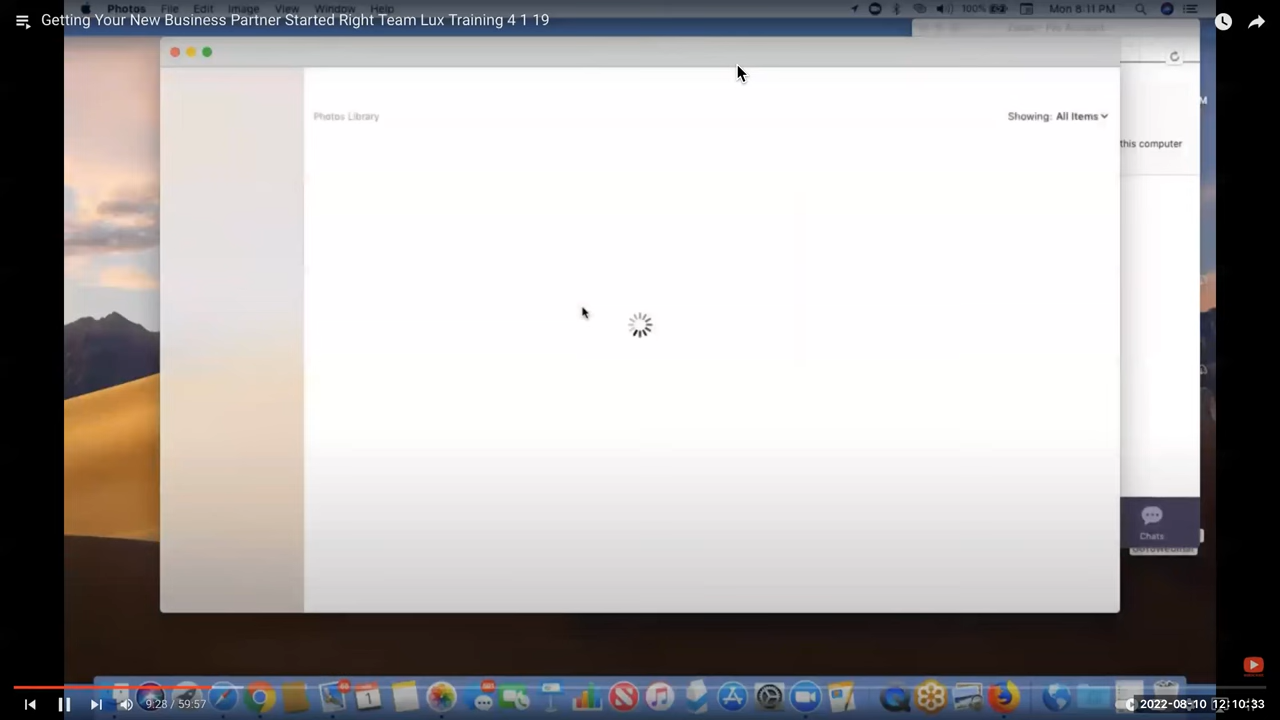 Getting Your New Business Partner Started Right Team Lux Training 4 1 19
Photos File Edit Image View Window Help
100% Mon 6:11 PM
Photos Library
Showing: All Items
this computer
Chats
9:28 / 59:57
2022-08-10 12:10:33